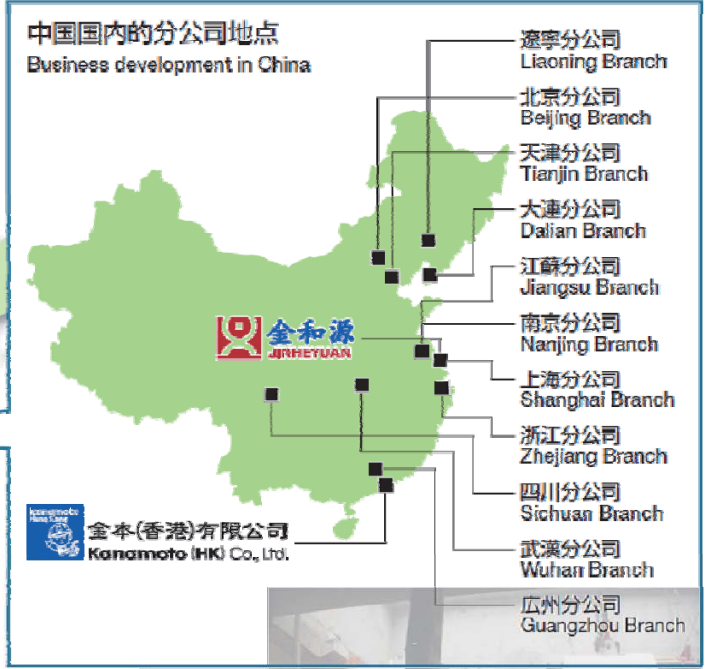 中国国内的分公司地点
Business development in China
遼寧分公司
Liaoning Branch
北京分公司
Beijing Branch
天津分公司
Tianjin Branch
大連分公司
Dalian Branch
江蘇分公司
Jiangsu Branch
南京分公司
Nanjing Branch
上海分公司
Shanghai Branch
浙江分公司
Zhejiang Branch
四川分公司
Sichuan Branch
武漢分公司
Wuhan Branch
広州分公司
Guangzhou Branch
金和源
JINHEYUAN
kanamoto
Hong Kong
金本(香港)有限公司
Kanamoto (HK) Co., Ltd.